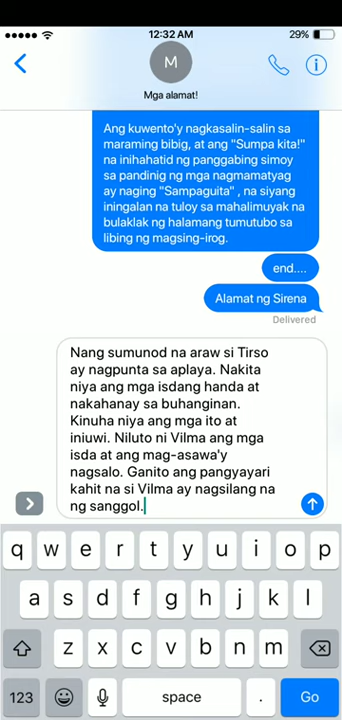 12:32 AM
29%
M
Mga alamat!
Ang kuwento'y nagkasalin-salin sa
maraming bibig, at ang "Sumpa kita!"
na inihahatid ng panggabing simoy
sa pandinig ng mga nagmamatyag
ay naging "Sampaguita" , na siyang
iningalan na tuloy sa mahalimuyak na
bulaklak ng halamang tumutubo sa
libing ng magsing-irog.
end....
Alamat ng Sirena
Delivered
Nang sumunod na araw si Tirso
ay nagpunta sa aplaya. Nakita
niya ang mga isdang handa at
nakahanay sa buhanginan.
Kinuha niya ang mga ito at
iniuwi. Niluto ni Vilma ang mga
isda at ang mag-asawa'y
nagsalo. Ganito ang pangyayari
kahit na si Vilma ay nagsilang na
ng sanggol.
q w e r t y u i o p
a s d f g h j k l
z x c v b n m
123 space . Go